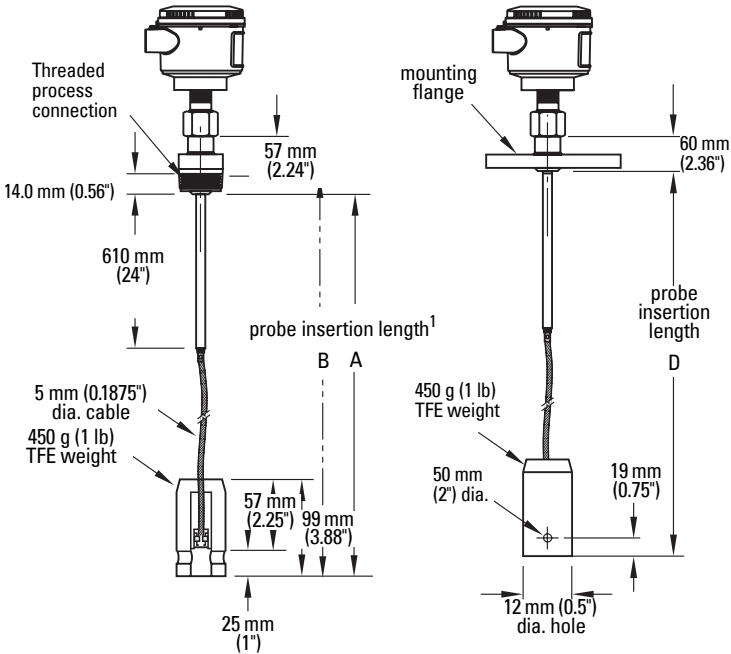 Threaded
process
connection
57 mm
(2.24")
14.0 mm (0.56")
610 mm
(24")
probe insertion length1
B
A
5 mm (0.1875")
dia. cable
450 g (1 lb)
TFE weight
57 mm
(2.25")
99 mm
(3.88")
25 mm
(1")
mounting
flange
60 mm
(2.36")
probe
insertion
length
D
450 g (1 lb)
TFE weight
50 mm
(2") dia.
19 mm
(0.75")
12 mm (0.5")
dia. hole